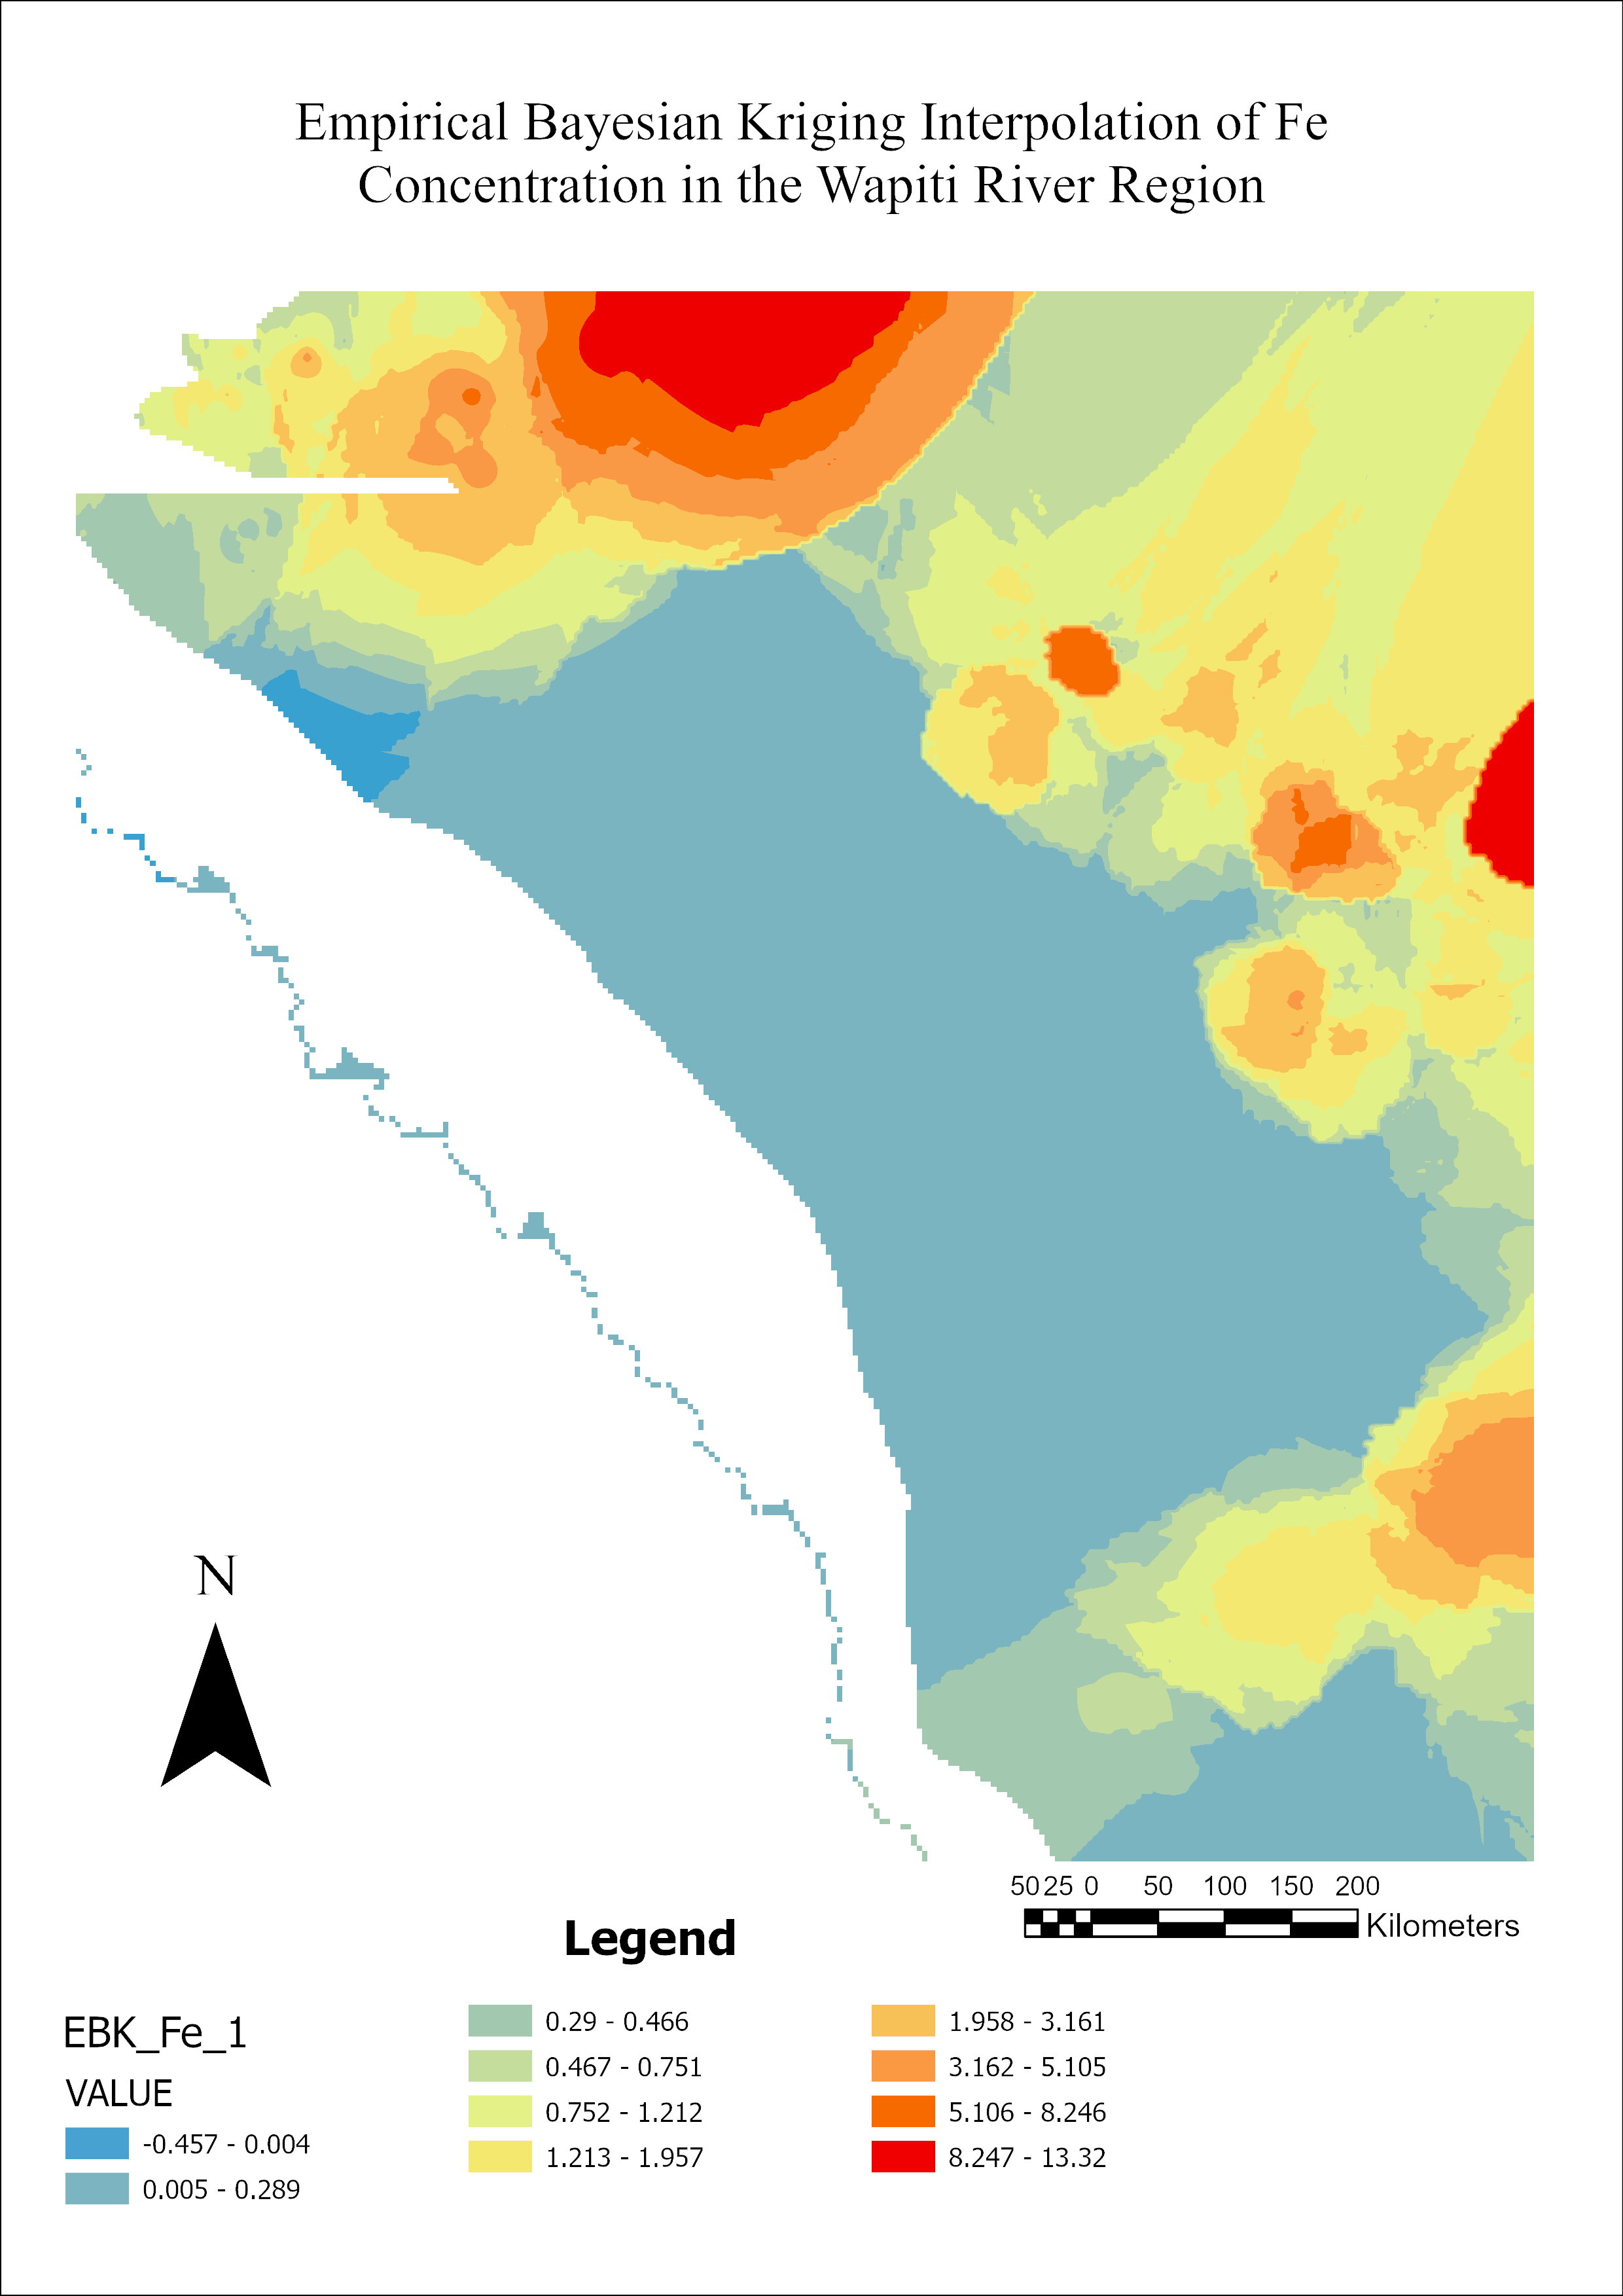 Empirical Bayesian Kriging Interpolation of Fe
Concentration in the Wapiti River Region
N
50 25 0 50 100 150 200
Kilometers
Legend
EBK_Fe_1
VALUE
-0.457 - 0.004
0.005 - 0.289
0.29 - 0.466
0.467 - 0.751
0.752 - 1.212
1.213 - 1.957
1.958 - 3.161
3.162 - 5.105
5.106 - 8.246
8.247 - 13.32